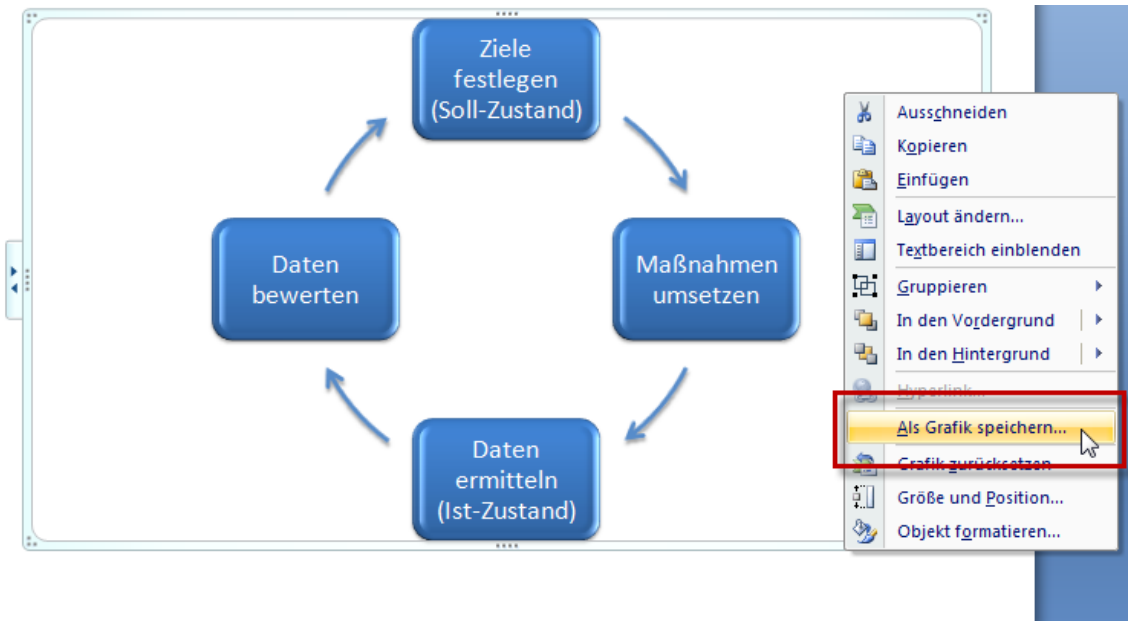 Ziele
festlegen
(Soll-Zustand)
Maßnahmen
umsetzen
Daten
ermitteln
(Ist-Zustand)
Daten
bewerten
Ausschneiden
Kopieren
Einfügen
Layout ändern...
Textbereich einblenden
Gruppieren
In den Vordergrund
In den Hintergrund
Hyperlink...
Als Grafik speichern...
Grafik zurücksetzen
Größe und Position...
Objekt formatieren...